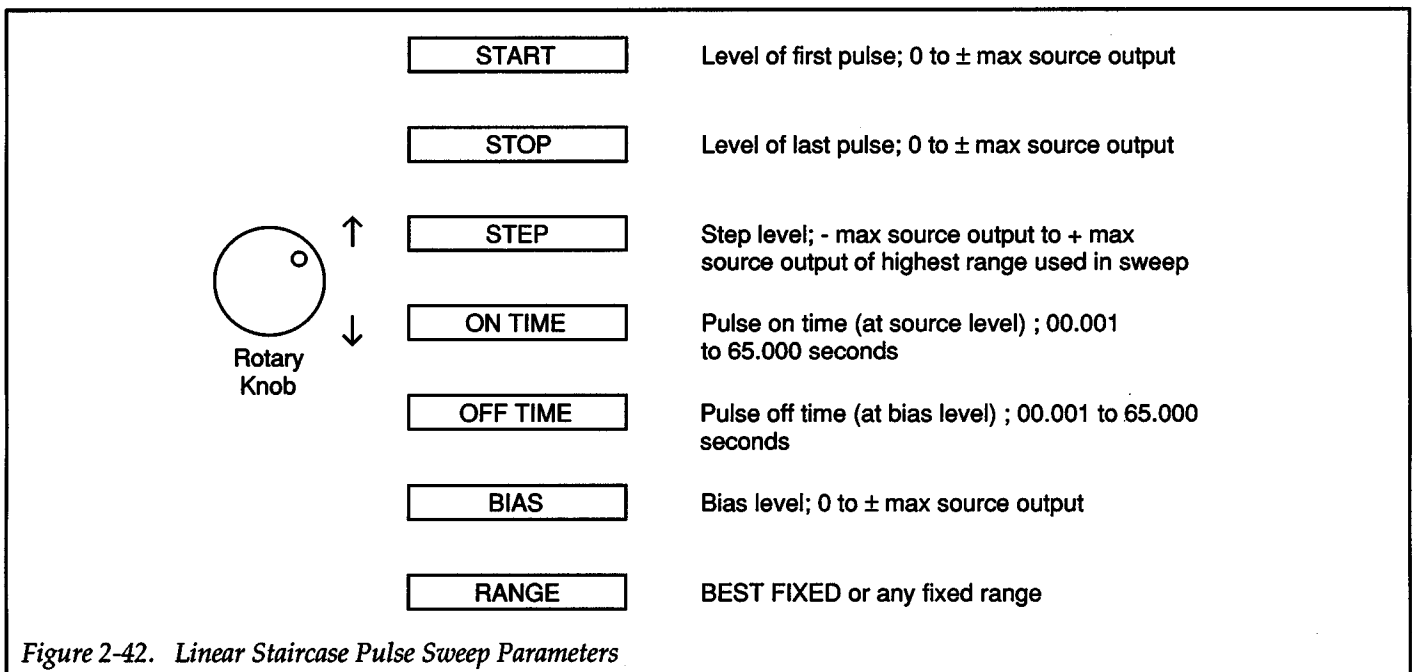 START
Level of first pulse; 0 to ± max source output
STOP
Level of last pulse; 0 to ± max source output
↑
STEP
Step level; - max source output to + max
source output of highest range used in sweep
↓
Rotary
Knob
ON TIME
Pulse on time (at source level) ; 00.001
to 65.000 seconds
OFF TIME
Pulse off time (at bias level) ; 00.001 to 65.000
seconds
BIAS
Bias level; 0 to ± max source output
RANGE
BEST FIXED or any fixed range
Figure 2-42. Linear Staircase Pulse Sweep Parameters